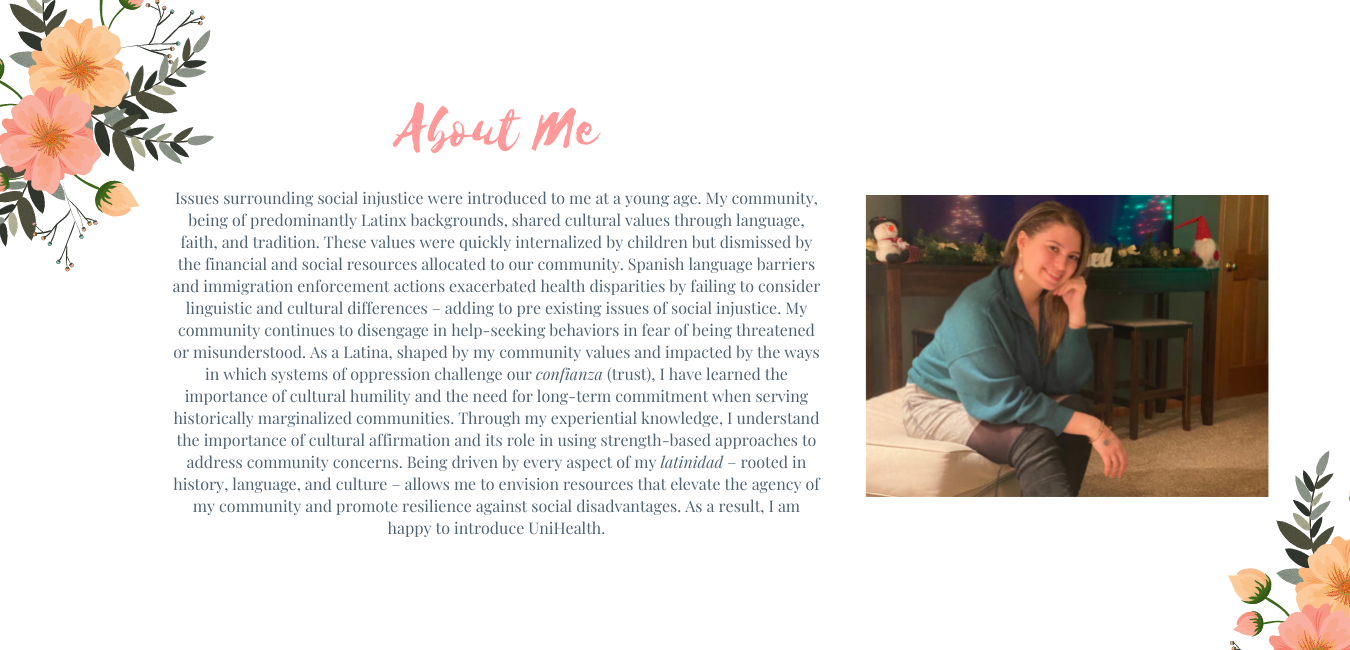 About Me
Issues surrounding social injustice were introduced to me at a young age. My community,
being of predominantly Latinx backgrounds, shared cultural values through language,
faith, and tradition. These values were quickly internalized by children but dismissed by
the financial and social resources allocated to our community. Spanish language barriers
and immigration enforcement actions exacerbated health disparities by failing to consider
linguistic and cultural differences – adding to pre existing issues of social injustice. My
community continues to disengage in help-seeking behaviors in fear of being threatened
or misunderstood. As a Latina, shaped by my community values and impacted by the ways
in which systems of oppression challenge our confianza (trust), I have learned the
importance of cultural humility and the need for long-term commitment when serving
historically marginalized communities. Through my experiential knowledge, I understand
the importance of cultural affirmation and its role in using strength-based approaches to
address community concerns. Being driven by every aspect of my latinidad – rooted in
history, language, and culture – allows me to envision resources that elevate the agency of
my community and promote resilience against social disadvantages. As a result, I am
happy to introduce UniHealth.